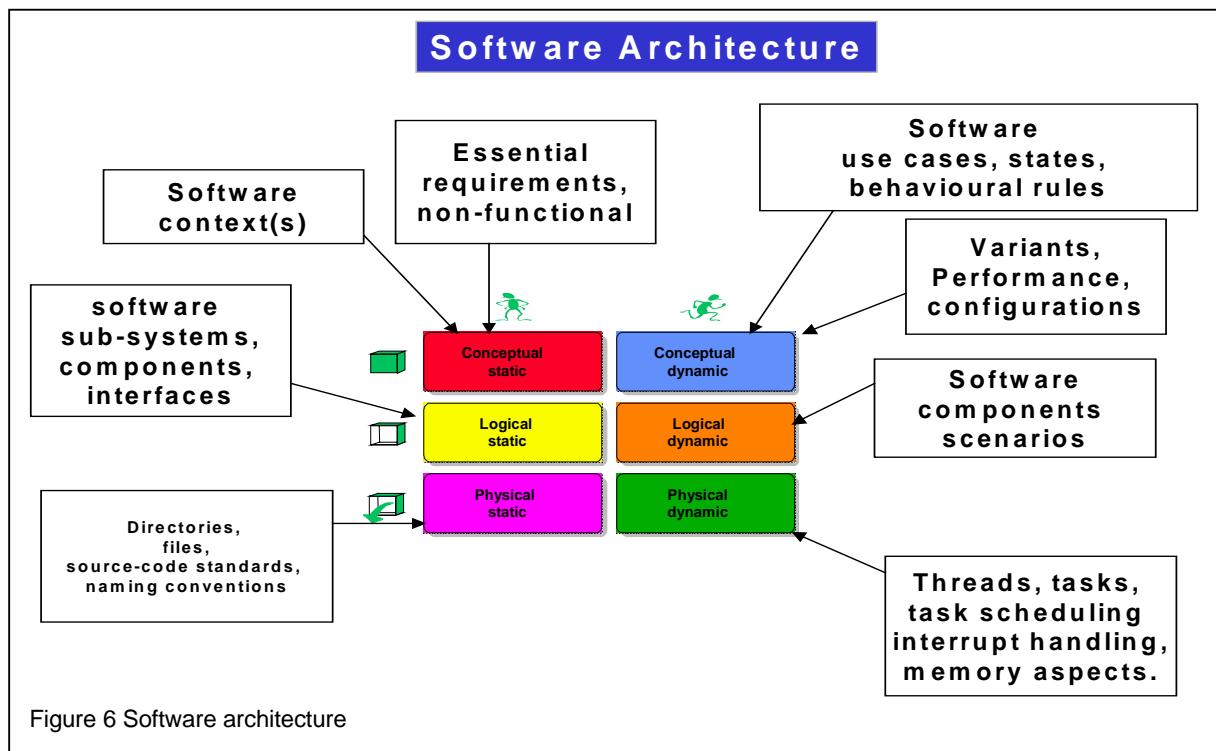 Software Architecture
Software
context(s)
Essential
requirements,
non-functional
Software
use cases, states,
behavioural rules
Variants,
Performance,
configurations
software
sub-systems,
components,
interfaces
Conceptual
static
Conceptual
dynamic
Logical
static
Logical
dynamic
Software
components
scenarios
Physical
static
Physical
dynamic
Directories,
files,
source-code standards,
naming conventions
Threads, tasks,
task scheduling
interrupt handling,
memory aspects.
Figure 6 Software architecture